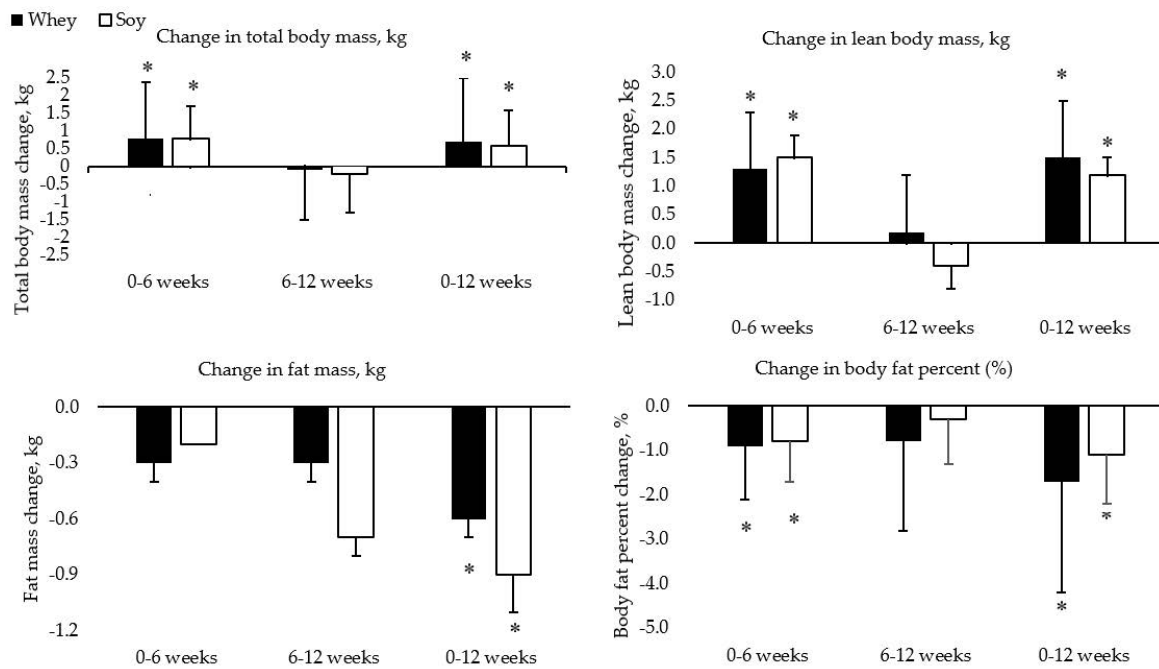 Whey Soy
Change in total body mass, kg
Total body mass change, kg
2.5
2
1.5
1
0.5
0
-0.5
-1
-1.5
-2
-2.5
* * * *
0-6 weeks 6-12 weeks 0-12 weeks
Change in lean body mass, kg
Lean body mass change, kg
3.0
2.5
2.0
1.5
1.0
0.5
0.0
-0.5
-1.0
* * * *
0-6 weeks 6-12 weeks 0-12 weeks
Change in fat mass, kg
Fat mass change, kg
0.0
-0.3
-0.6
-0.9
-1.2
* *
0-6 weeks 6-12 weeks 0-12 weeks
Change in body fat percent (%)
Body fat percent change, %
0.0
-1.0
-2.0
-3.0
-4.0
-5.0
* * * *
0-6 weeks 6-12 weeks 0-12 weeks